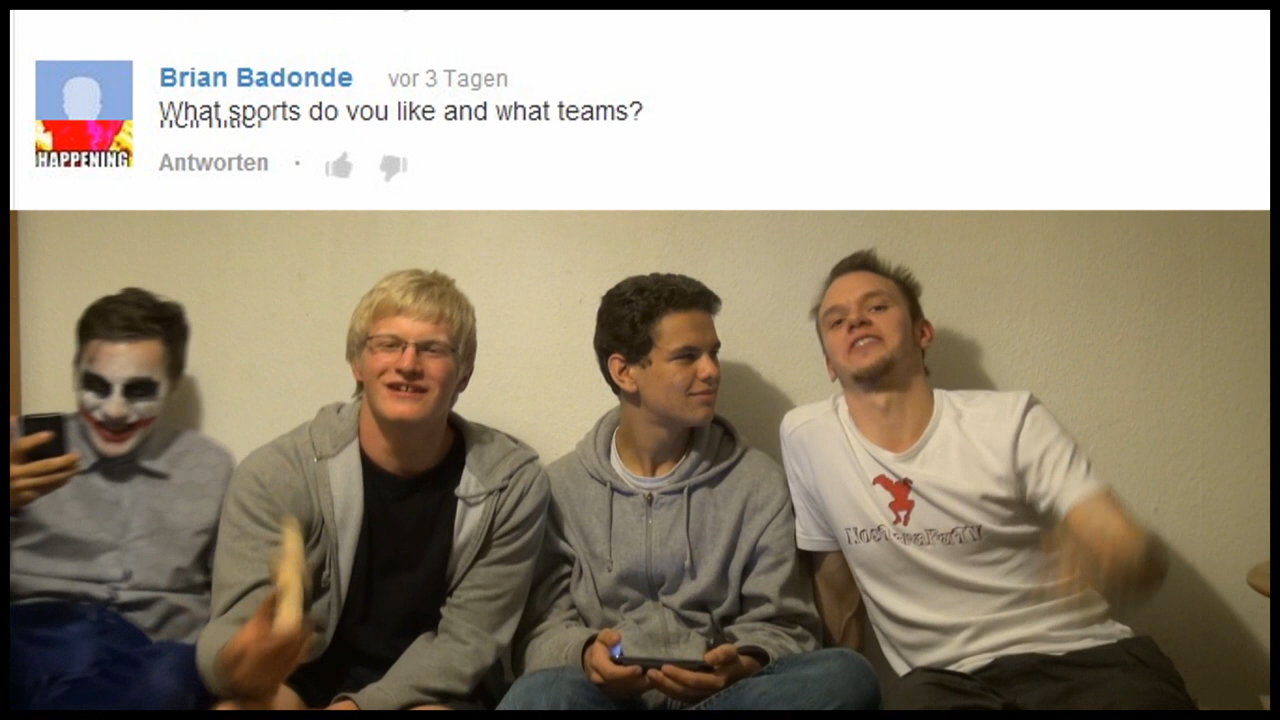 Brian Badonde vor 3 Tagen
What sports do you like and what teams?
HAPPENING
Antworten ·